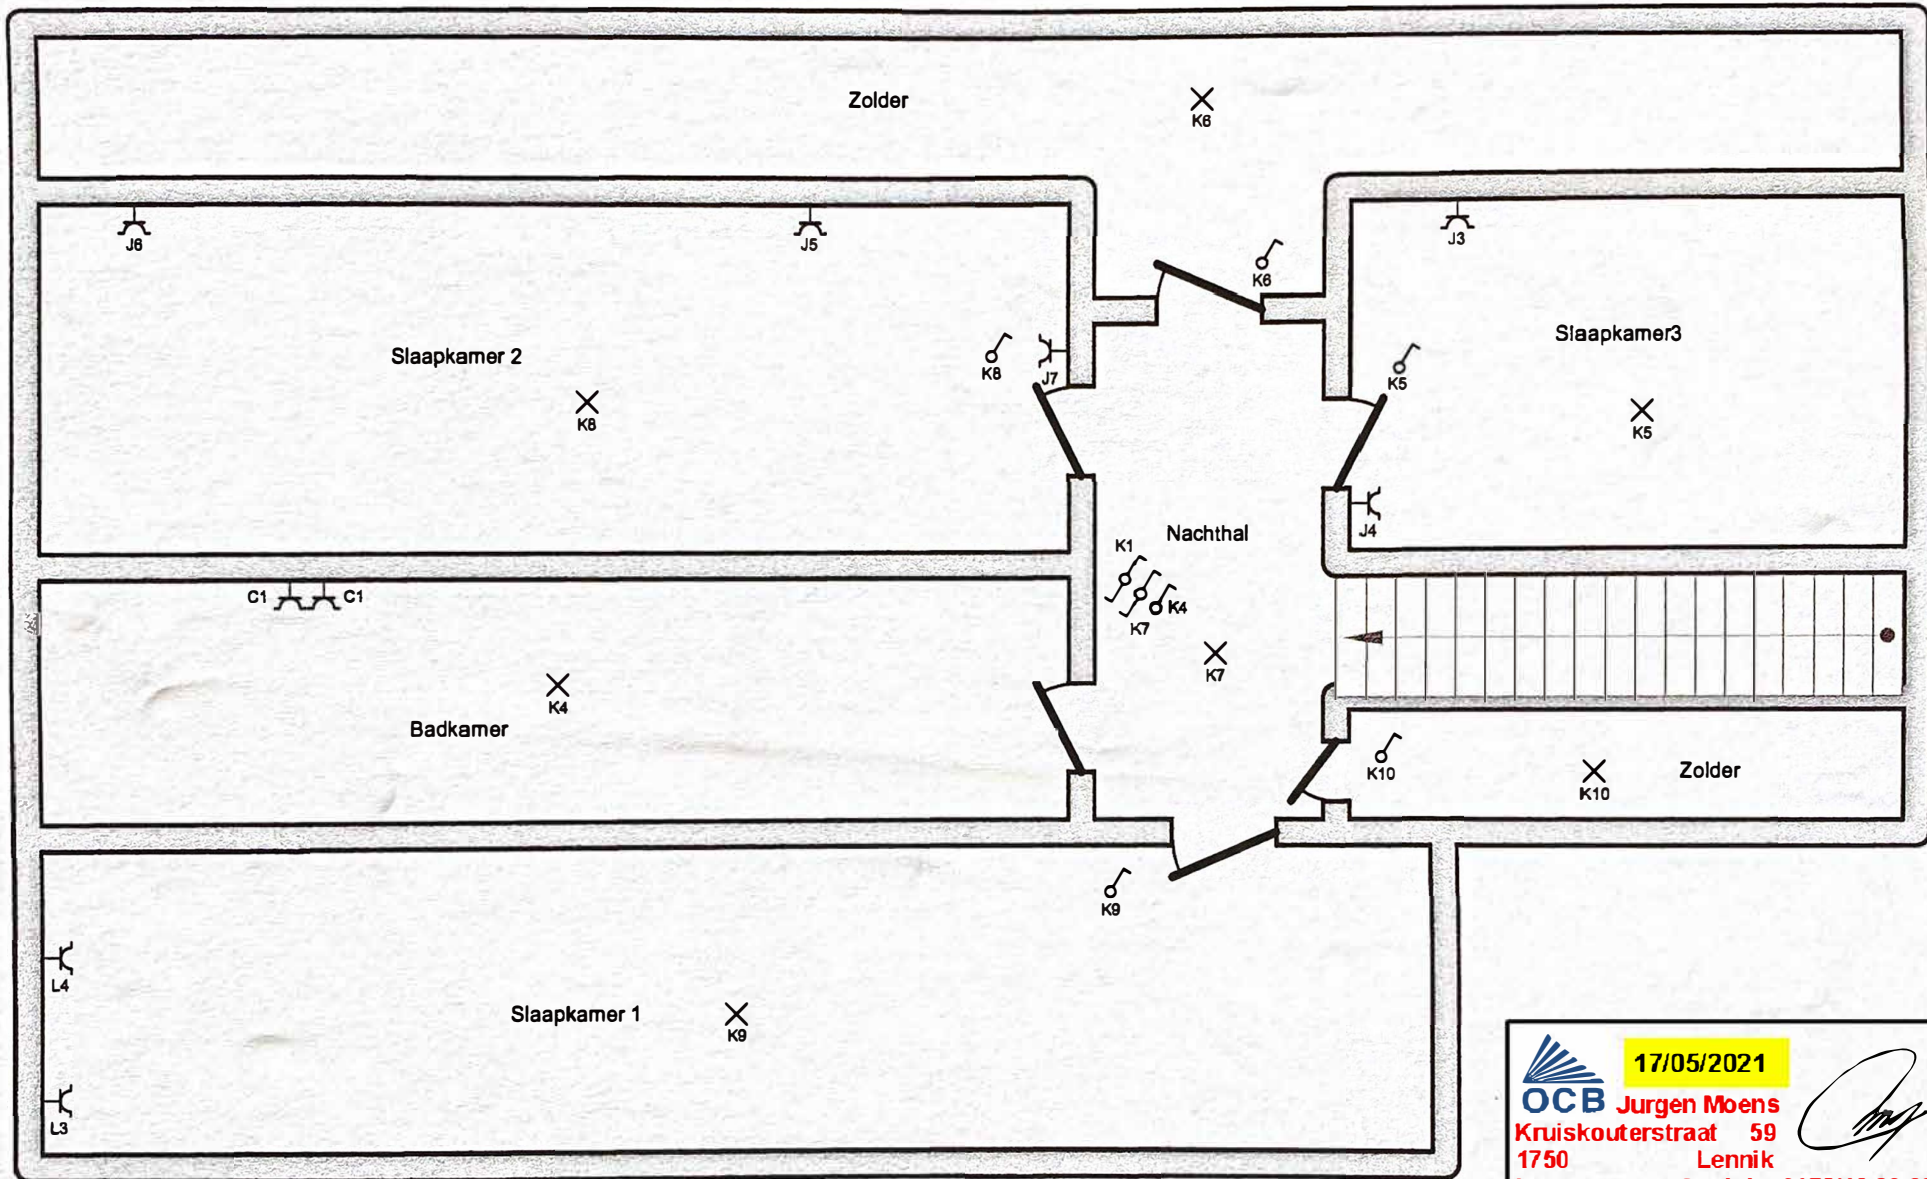 Zolder
K6
J6
J5
J3
K6
Slaapkamer 2
K8
J7
K8
Slaapkamer3
K5
K5
J4
Nachthal
K1
K4
K7
K7
C1
C1
K4
Badkamer
K10
K10
Zolder
K9
L4
Slaapkamer 1
K9
L3
17/05/2021
OCB
Jurgen Moens
Kruiskouterstraat 59
1750 Lennik